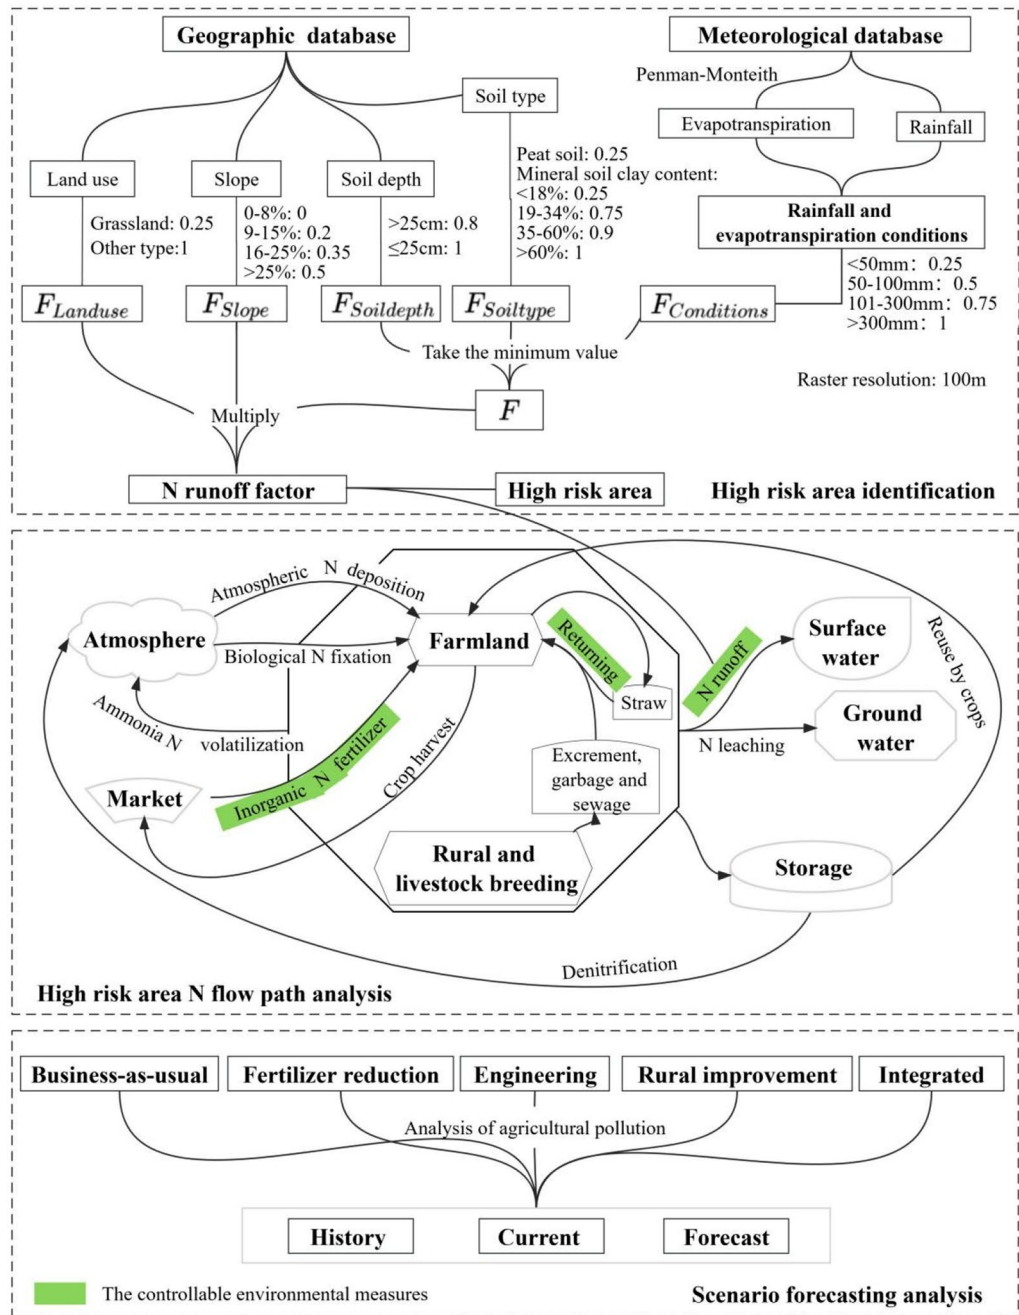 Geographic database
Meteorological database
Penman-Monteith
Soil type
Evapotranspiration
Rainfall
Land use
Slope
Soil depth
Peat soil: 0.25
Mineral soil clay content:
<18%: 0.25
19-34%: 0.75
35-60%: 0.9
>60%: 1
Grassland: 0.25
Other type:1
0-8%: 0
9-15%: 0.2
16-25%: 0.35
>25%: 0.5
>25cm: 0.8
≤25cm: 1
Rainfall and
evapotranspiration conditions
<50mm：0.25
50-100mm：0.5
101-300mm：0.75
>300mm：1
F_Landuse
F_Slope
F_Soildepth
F_Soiltype
F_Conditions
Take the minimum value
Raster resolution: 100m
F
Multiply
N runoff factor
High risk area
High risk area identification
Atmospheric N deposition
Atmosphere
Biological N fixation
Farmland
Returning
Straw
N runoff
Surface
water
Reuse by crops
Ammonia N volatilization
Ground
water
N leaching
Market
Inorganic N fertilizer
Crop harvest
Excrement,
garbage and
sewage
Rural and
livestock breeding
Storage
Denitrification
High risk area N flow path analysis
Business-as-usual
Fertilizer reduction
Engineering
Rural improvement
Integrated
Analysis of agricultural pollution
History
Current
Forecast
The controllable environmental measures
Scenario forecasting analysis